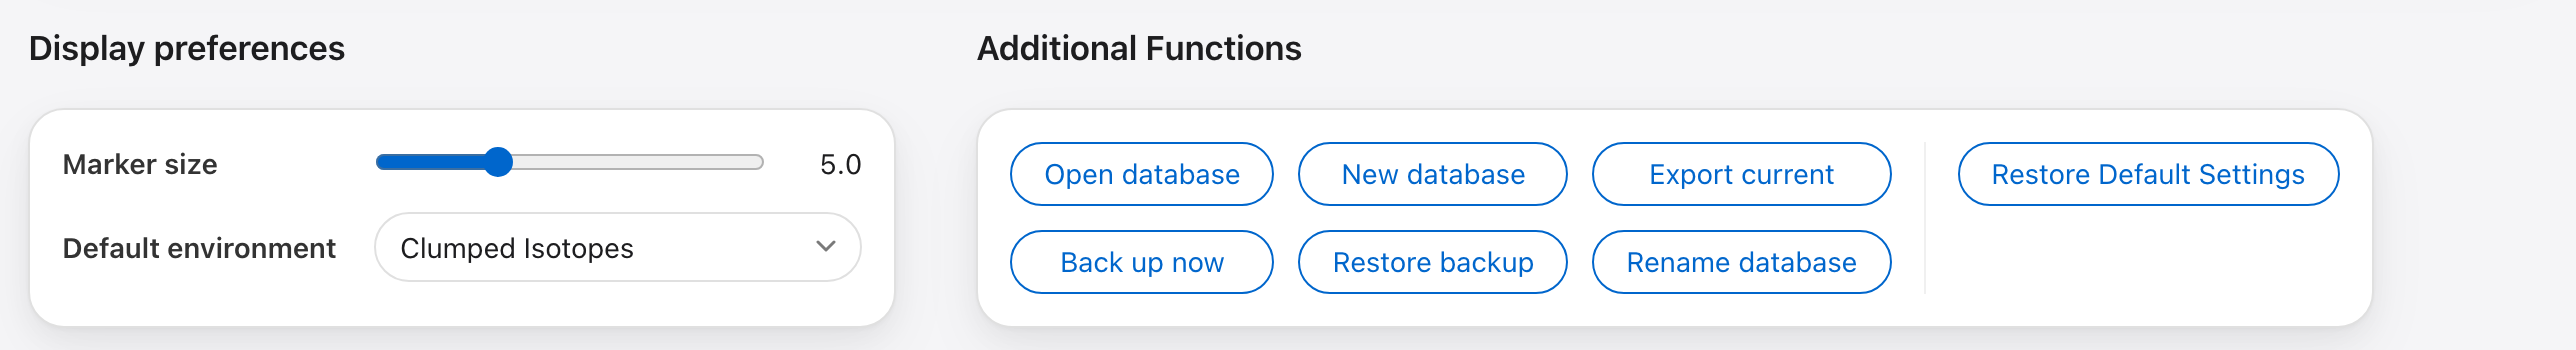 Display preferences
Marker size
5.0
Default environment
Clumped Isotopes
Additional Functions
Open database
New database
Export current
Restore Default Settings
Back up now
Restore backup
Rename database